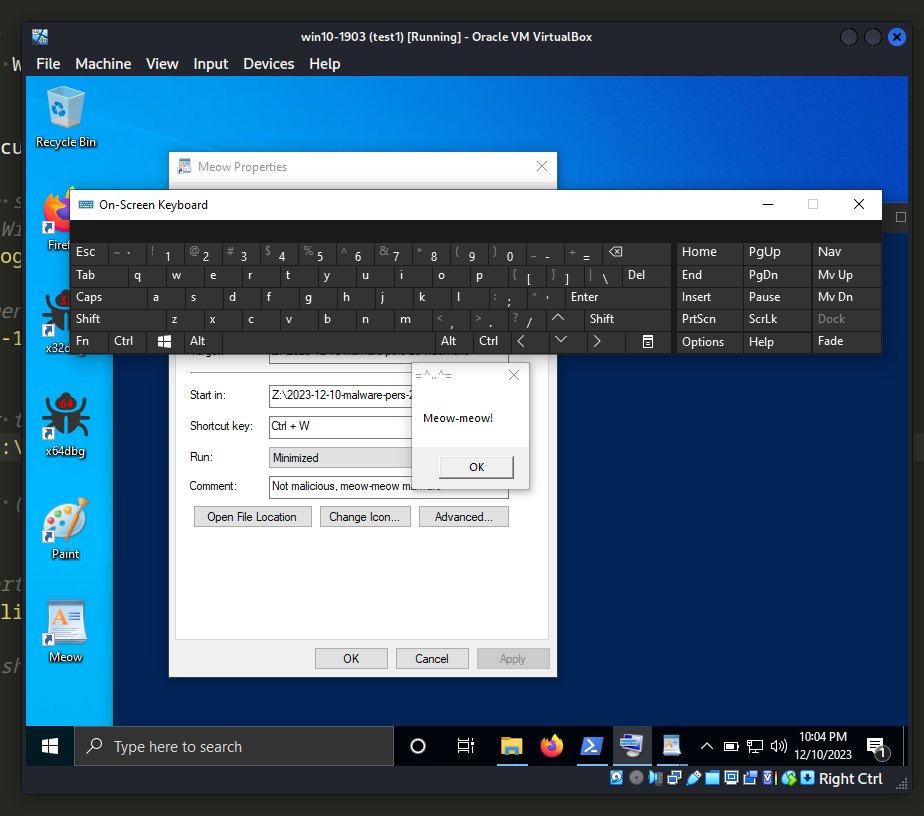 win10-1903 (test1) [Running] - Oracle VM VirtualBox
File Machine View Input Devices Help
Recycle Bin
Meow Properties
On-Screen Keyboard
Esc ~ ` ! 1 @ 2 # 3 $ 4 % 5 ^ 6 & 7 * 8 ( 9 ) 0 _ - + = Home PgUp Nav
Tab q w e r t y u i o p { [ } ] | \ Del End PgDn Mv Up
Caps a s d f g h j k l : ; " ' Enter Insert Pause Mv Dn
Shift z x c v b n m < , > . ? / Shift PrtScn ScrLk Dock
Fn Ctrl Alt Alt Ctrl Options Help Fade
=^..^=
Start in: Z:\2023-12-10-malware-pers-2
Meow-meow!
Shortcut key: Ctrl + W
Run: Minimized
OK
Comment: Not malicious, meow-meow
Open File Location Change Icon... Advanced...
OK Cancel Apply
64
x64dbg
Paint
Meow
Type here to search
10:04 PM
12/10/2023
1
Right Ctrl